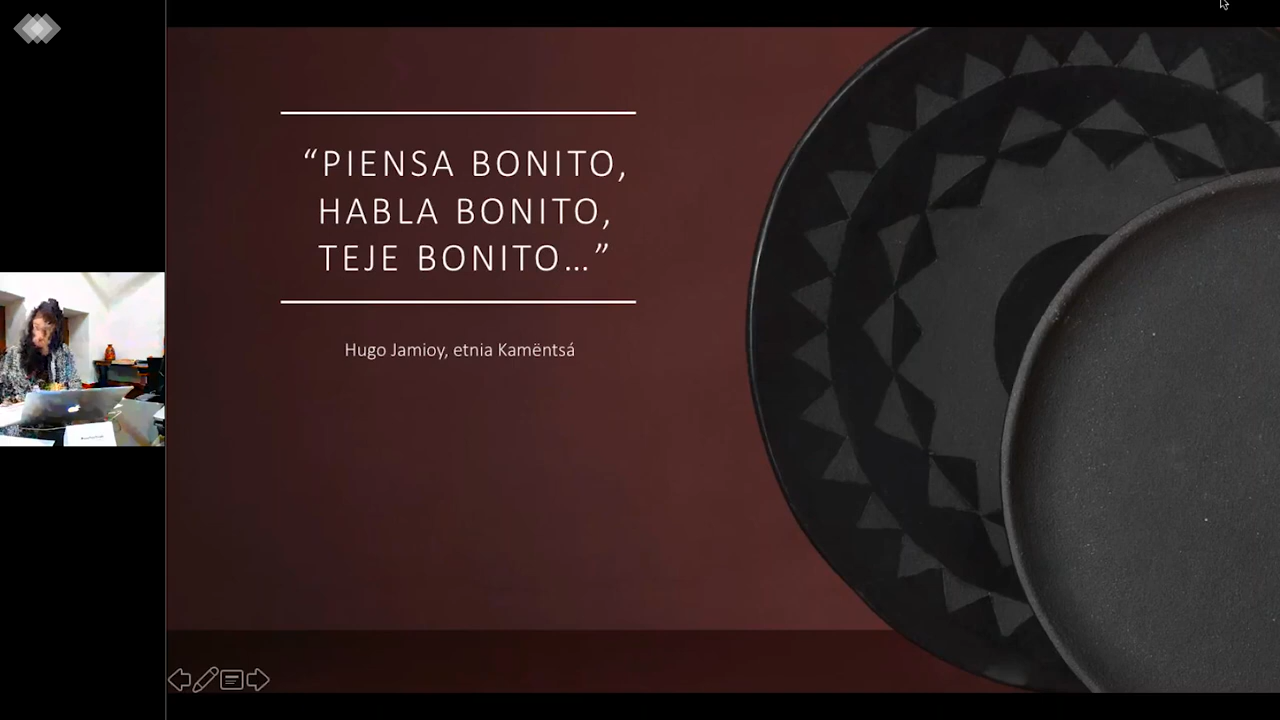 “PIENSA BONITO,
HABLA BONITO,
TEJE BONITO...”
Hugo Jamioy, etnia Kamëntsá